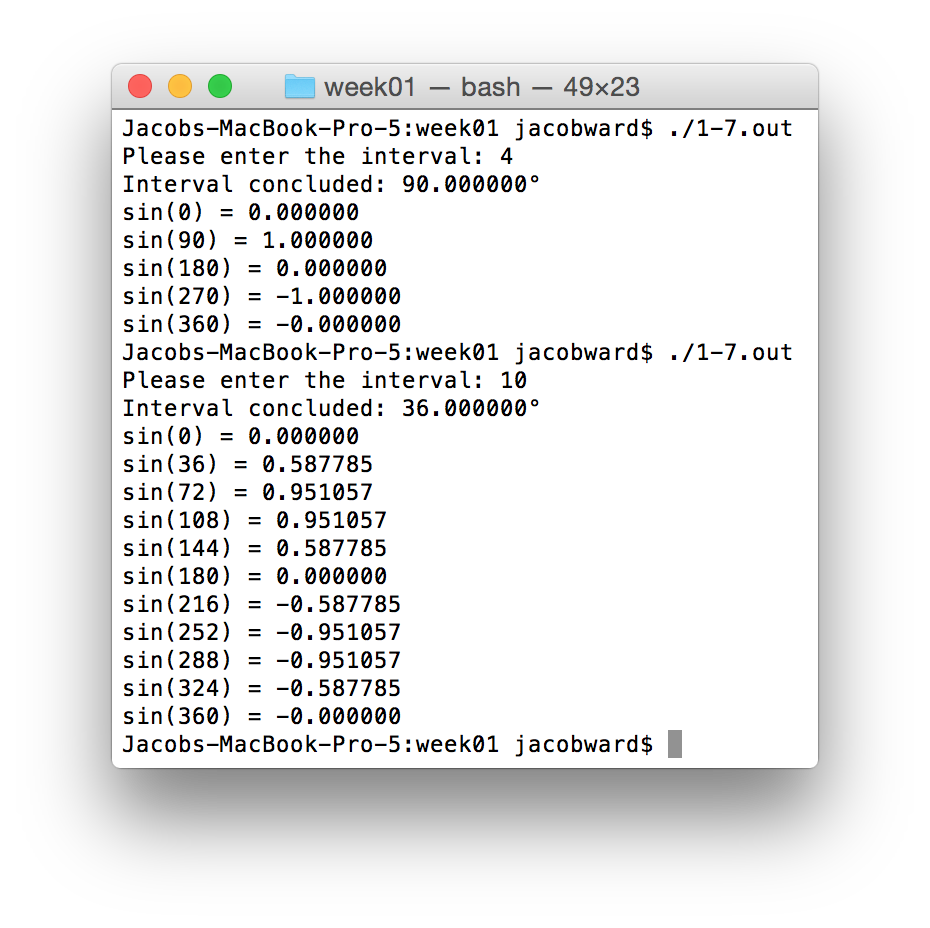 week01 — bash — 49×23
Jacobs-MacBook-Pro-5:week01 jacobward$ ./1-7.out
Please enter the interval: 4
Interval concluded: 90.000000°
sin(0) = 0.000000
sin(90) = 1.000000
sin(180) = 0.000000
sin(270) = -1.000000
sin(360) = -0.000000
Jacobs-MacBook-Pro-5:week01 jacobward$ ./1-7.out
Please enter the interval: 10
Interval concluded: 36.000000°
sin(0) = 0.000000
sin(36) = 0.587785
sin(72) = 0.951057
sin(108) = 0.951057
sin(144) = 0.587785
sin(180) = 0.000000
sin(216) = -0.587785
sin(252) = -0.951057
sin(288) = -0.951057
sin(324) = -0.587785
sin(360) = -0.000000
Jacobs-MacBook-Pro-5:week01 jacobward$